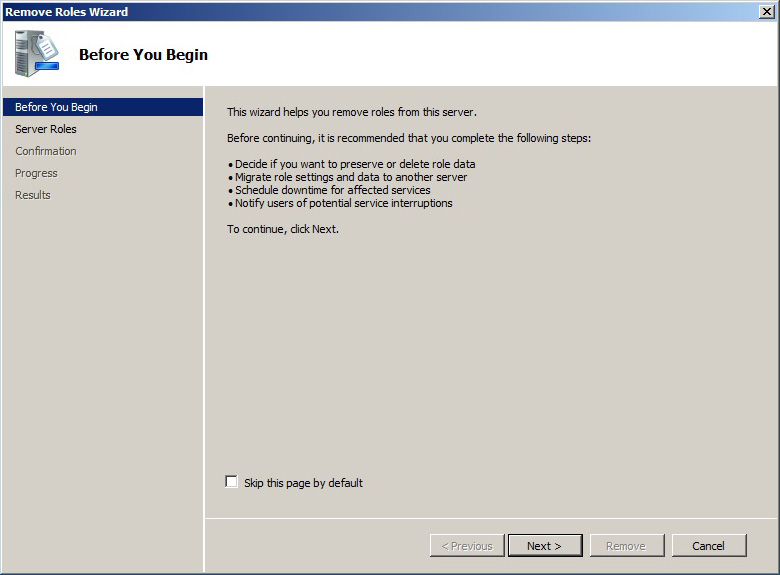 Remove Roles Wizard
Before You Begin
Before You Begin
Server Roles
Confirmation
Progress
Results
This wizard helps you remove roles from this server.
Before continuing, it is recommended that you complete the following steps:
• Decide if you want to preserve or delete role data
• Migrate role settings and data to another server
• Schedule downtime for affected services
• Notify users of potential service interruptions
To continue, click Next.
Skip this page by default
< Previous
Next >
Remove
Cancel